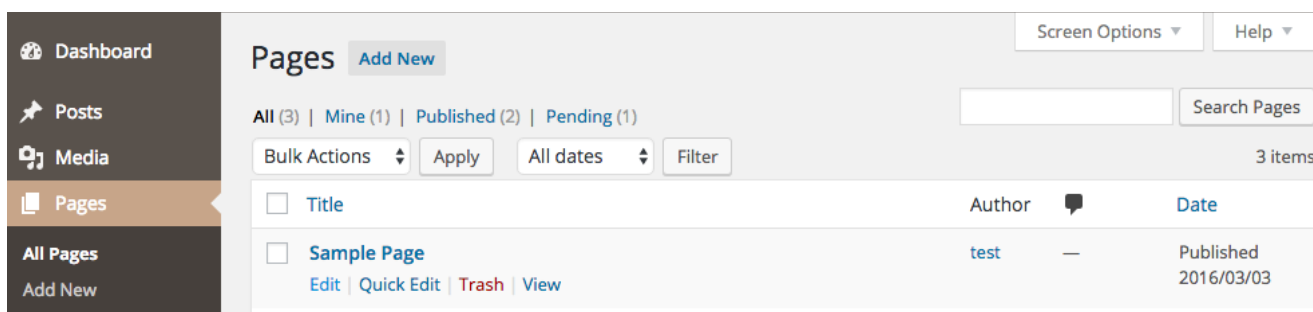 Dashboard
Posts
Media
Pages
All Pages
Add New
Screen Options Help
Pages Add New
All (3) | Mine (1) | Published (2) | Pending (1)
Search Pages
Bulk Actions Apply All dates Filter 3 items
Title Author Date
Sample Page test — Published
Edit | Quick Edit | Trash | View 2016/03/03